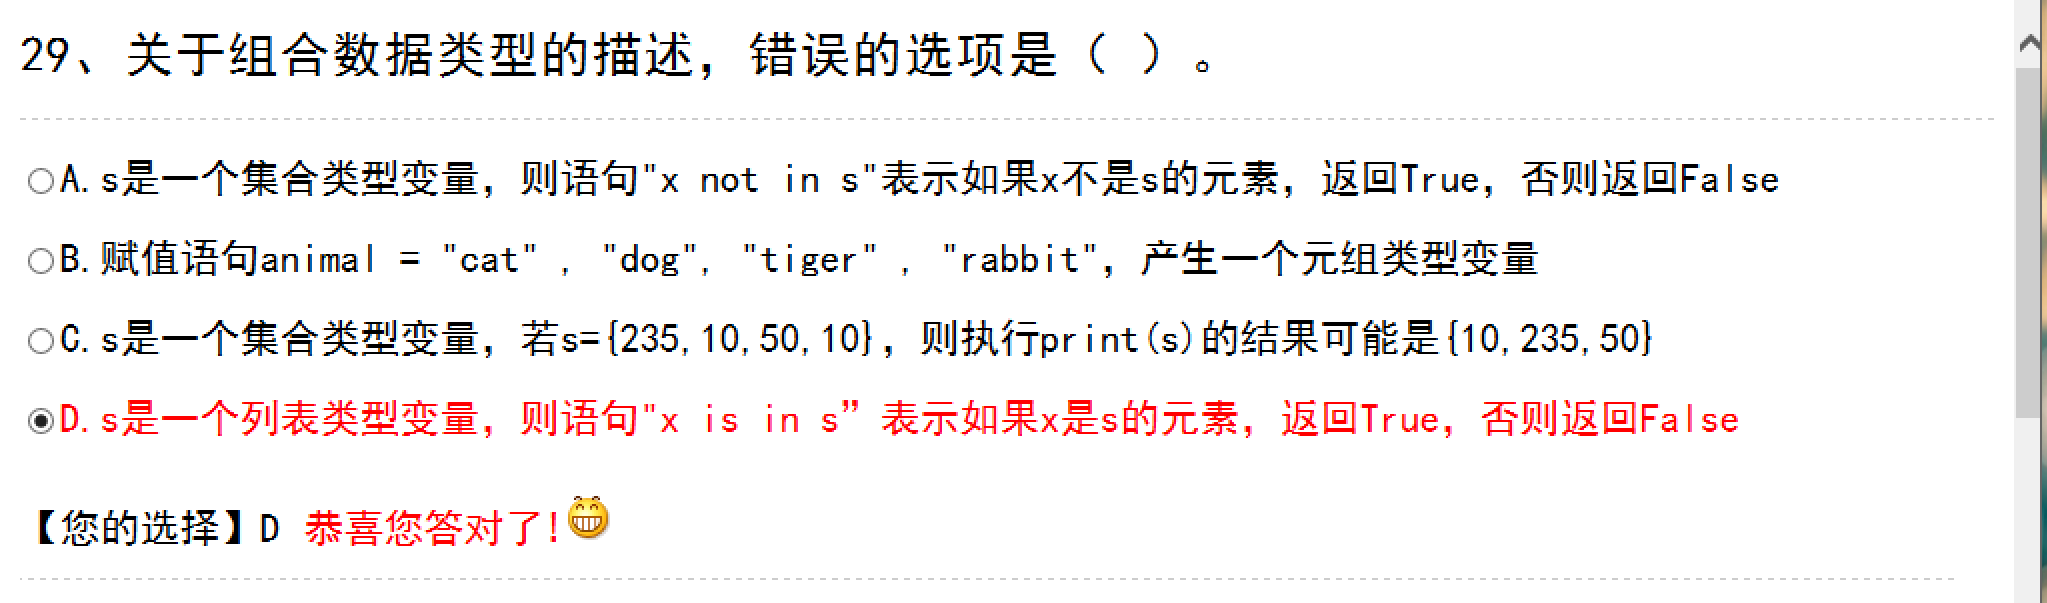 29、关于组合数据类型的描述，错误的选项是（ ）。
A. s是一个集合类型变量，则语句"x not in s"表示如果x不是s的元素，返回True，否则返回False
B. 赋值语句animal = "cat" , "dog", "tiger" , "rabbit"，产生一个元组类型变量
C. s是一个集合类型变量，若s={235,10,50,10}，则执行print(s)的结果可能是{10,235,50}
D. s是一个列表类型变量，则语句"x is in s”表示如果x是s的元素，返回True，否则返回False
【您的选择】D 恭喜您答对了!